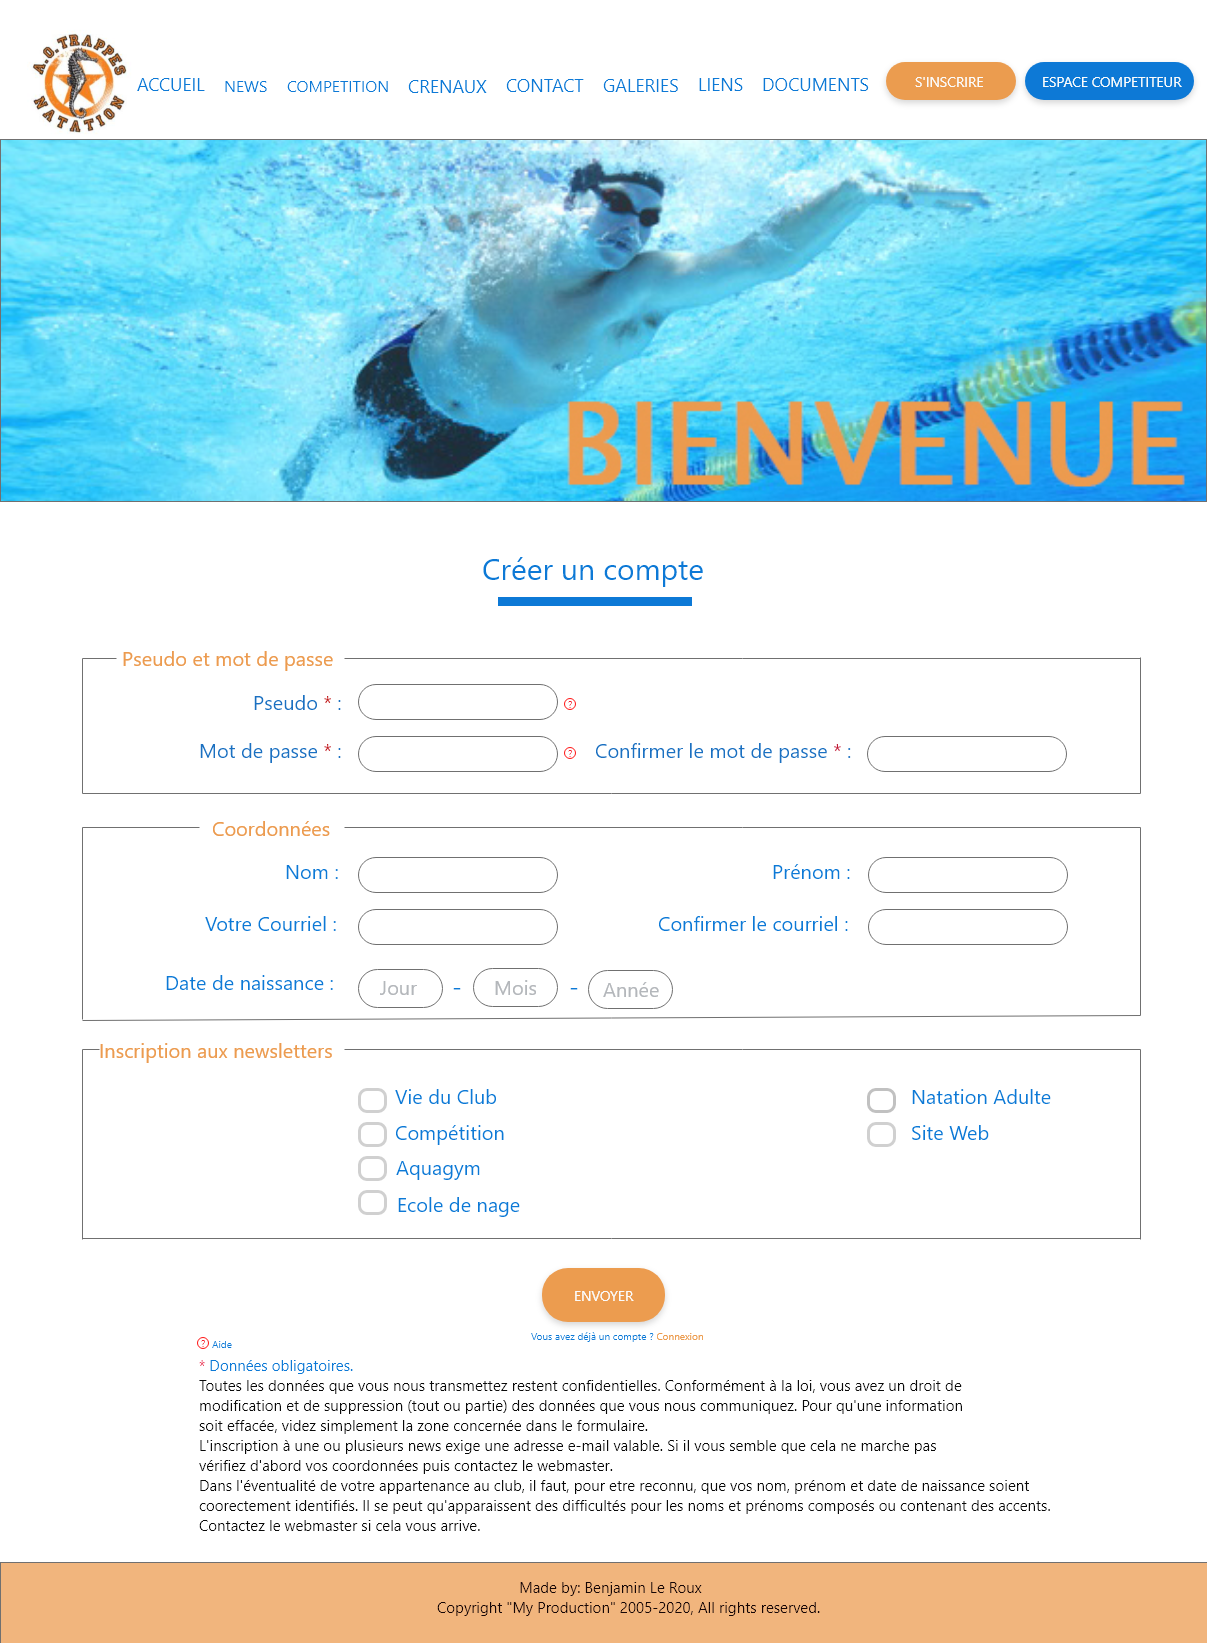 A.O.TRAPPES
NATATION
ACCUEIL NEWS COMPETITION CRENAUX CONTACT GALERIES LIENS DOCUMENTS S'INSCRIRE ESPACE COMPETITEUR
BIENVENUE
Créer un compte
Pseudo et mot de passe
Pseudo * : ?
Mot de passe * : ? Confirmer le mot de passe * :
Coordonnées
Nom : Prénom :
Votre Courriel : Confirmer le courriel :
Date de naissance : Jour - Mois - Année
Inscription aux newsletters
Vie du Club Natation Adulte
Compétition Site Web
Aquagym
Ecole de nage
ENVOYER
Vous avez déjà un compte ? Connexion
? Aide
* Données obligatoires.
Toutes les données que vous nous transmettez restent confidentielles. Conformément à la loi, vous avez un droit de
modification et de suppression (tout ou partie) des données que vous nous communiquez. Pour qu'une information
soit effacée, videz simplement la zone concernée dans le formulaire.
L'inscription à une ou plusieurs news exige une adresse e-mail valable. Si il vous semble que cela ne marche pas
vérifiez d'abord vos coordonnées puis contactez le webmaster.
Dans l'éventualité de votre appartenance au club, il faut, pour etre reconnu, que vos nom, prénom et date de naissance soient
coorectement identifiés. Il se peut qu'apparaissent des difficultés pour les noms et prénoms composés ou contenant des accents.
Contactez le webmaster si cela vous arrive.
Made by: Benjamin Le Roux
Copyright "My Production" 2005-2020, All rights reserved.